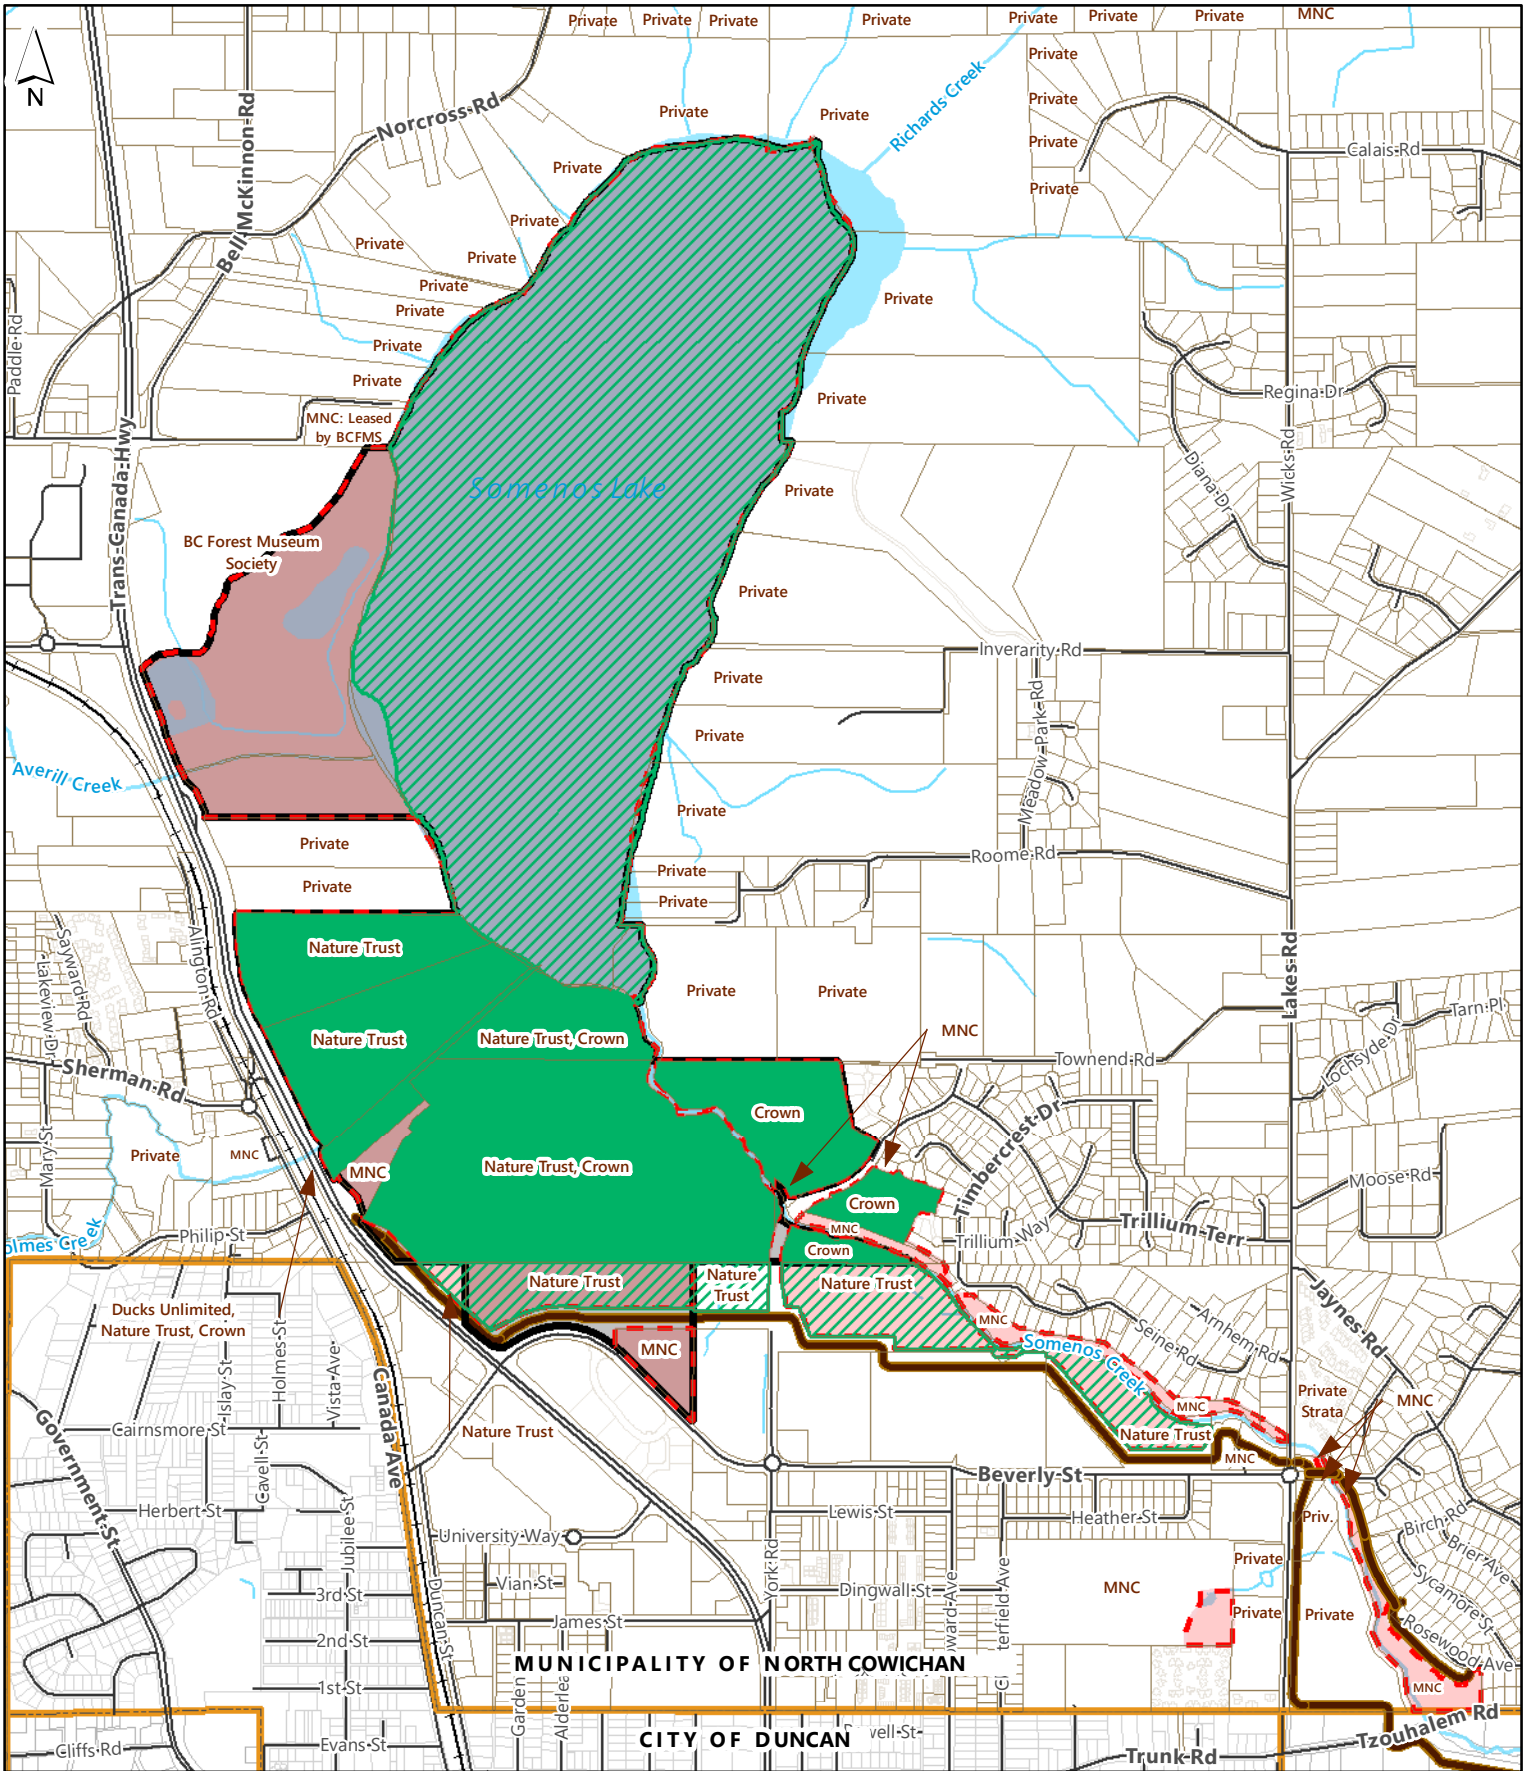 Private
Private
Private
Private
Private
Private
Private
MNC
N
Private
Private
Private
Private
Private
Private
Private
Richards Creek
Norcross Rd
Bell McKinnon Rd
Calais Rd
Private
Private
Private
Private
Private
Private
Private
Private
Private
Private
Paddle Rd
Regina Dr
MNC: Leased
by BCFMS
Trans-Canada Hwy
Somenos Lake
Private
Diana Dr
Wicks Rd
BC Forest Museum
Society
Private
Inverarity Rd
Private
Private
Meadow Park Rd
Averill Creek
Private
Private
Private
Roome Rd
Private
Private
Nature Trust
Sayward Rd
Lakeview Dr
Alington Rd
Private
Private
Lakes Rd
Nature Trust
Nature Trust, Crown
MNC
Tarn Pl
Lochsyde Dr
Townend Rd
Sherman Rd
Mary St
Crown
Timbercrest Dr
Private
MNC
MNC
Nature Trust, Crown
Crown
MNC
Crown
Moose Rd
Trillium Way
Trillium Terr
Philip St
Nature Trust
Nature
Trust
Nature Trust
Ducks Unlimited,
Nature Trust, Crown
MNC
MNC
Somenos Creek
Seine Rd
Arnhem Rd
Jaynes Rd
Islay St
Holmes St
Vista Ave
Canada Ave
Private
Strata
MNC
MNC
Nature Trust
Nature Trust
MNC
Cairnsmore St
Government St
Cavell St
Beverly St
Herbert St
Jubilee St
Lewis St
Heather St
Priv.
Birch Rd
Brier Ave
Sycamore St
Rosewood Ave
University Way
York Rd
Private
Vian St
Dingwall St
MNC
3rd St
Duncan St
James St
Private
Private
2nd St
MUNICIPALITY OF NORTH COWICHAN
1st St
Garden
MNC
CITY OF DUNCAN
Evans St
Cliffs Rd
Trunk Rd
Tzouhalem Rd